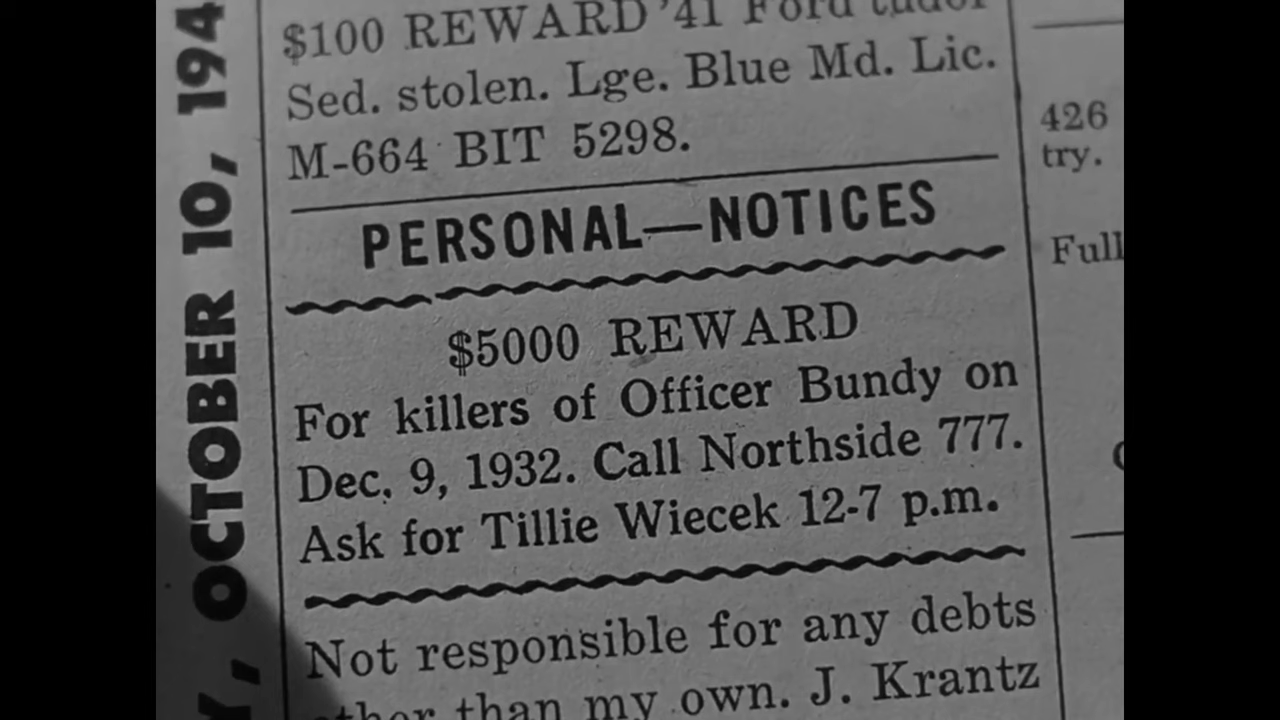 $100 REWARD '41 Ford tudor
Sed. stolen. Lge. Blue Md. Lic.
M-664 BIT 5298.
PERSONAL—NOTICES
$5000 REWARD
For killers of Officer Bundy on
Dec. 9, 1932. Call Northside 777.
Ask for Tillie Wiecek 12-7 p.m.
Not responsible for any debts
than my own. J. Krantz
OCTOBER 10, 194
426
try.
Full